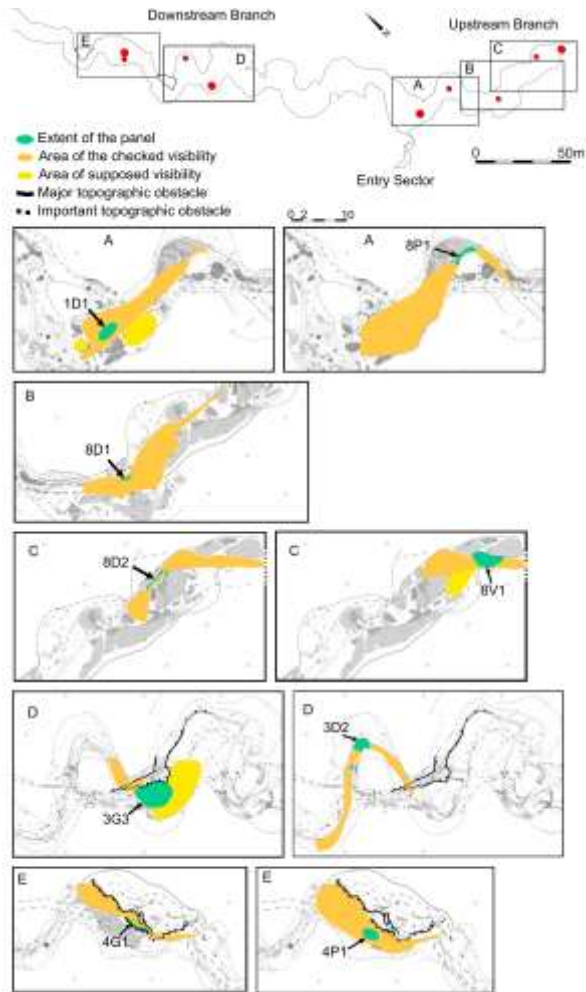 Downstream Branch
Upstream Branch
E
D
N
A
B
C
Entry Sector
0 50m
Extent of the panel
Area of the checked visibility
Area of supposed visibility
Major topographic obstacle
Important topographic obstacle
0 2 10
A
1D1
A
8P1
B
8D1
C
8D2
C
8V1
D
3G3
D
3D2
E
4G1
E
4P1